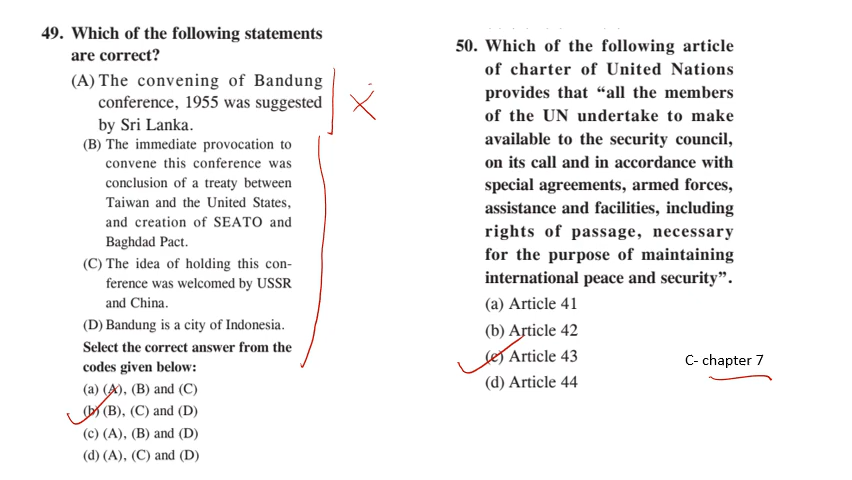 49. Which of the following statements
are correct?
(A) The convening of Bandung
conference, 1955 was suggested
by Sri Lanka.
(B) The immediate provocation to
convene this conference was
conclusion of a treaty between
Taiwan and the United States,
and creation of SEATO and
Baghdad Pact.
(C) The idea of holding this con-
ference was welcomed by USSR
and China.
(D) Bandung is a city of Indonesia.
Select the correct answer from the
codes given below:
(a) (A), (B) and (C)
(b) (B), (C) and (D)
(c) (A), (B) and (D)
(d) (A), (C) and (D)
50. Which of the following article
of charter of United Nations
provides that “all the members
of the UN undertake to make
available to the security council,
on its call and in accordance with
special agreements, armed forces,
assistance and facilities, including
rights of passage, necessary
for the purpose of maintaining
international peace and security”.
(a) Article 41
(b) Article 42
(c) Article 43
(d) Article 44
C- chapter 7